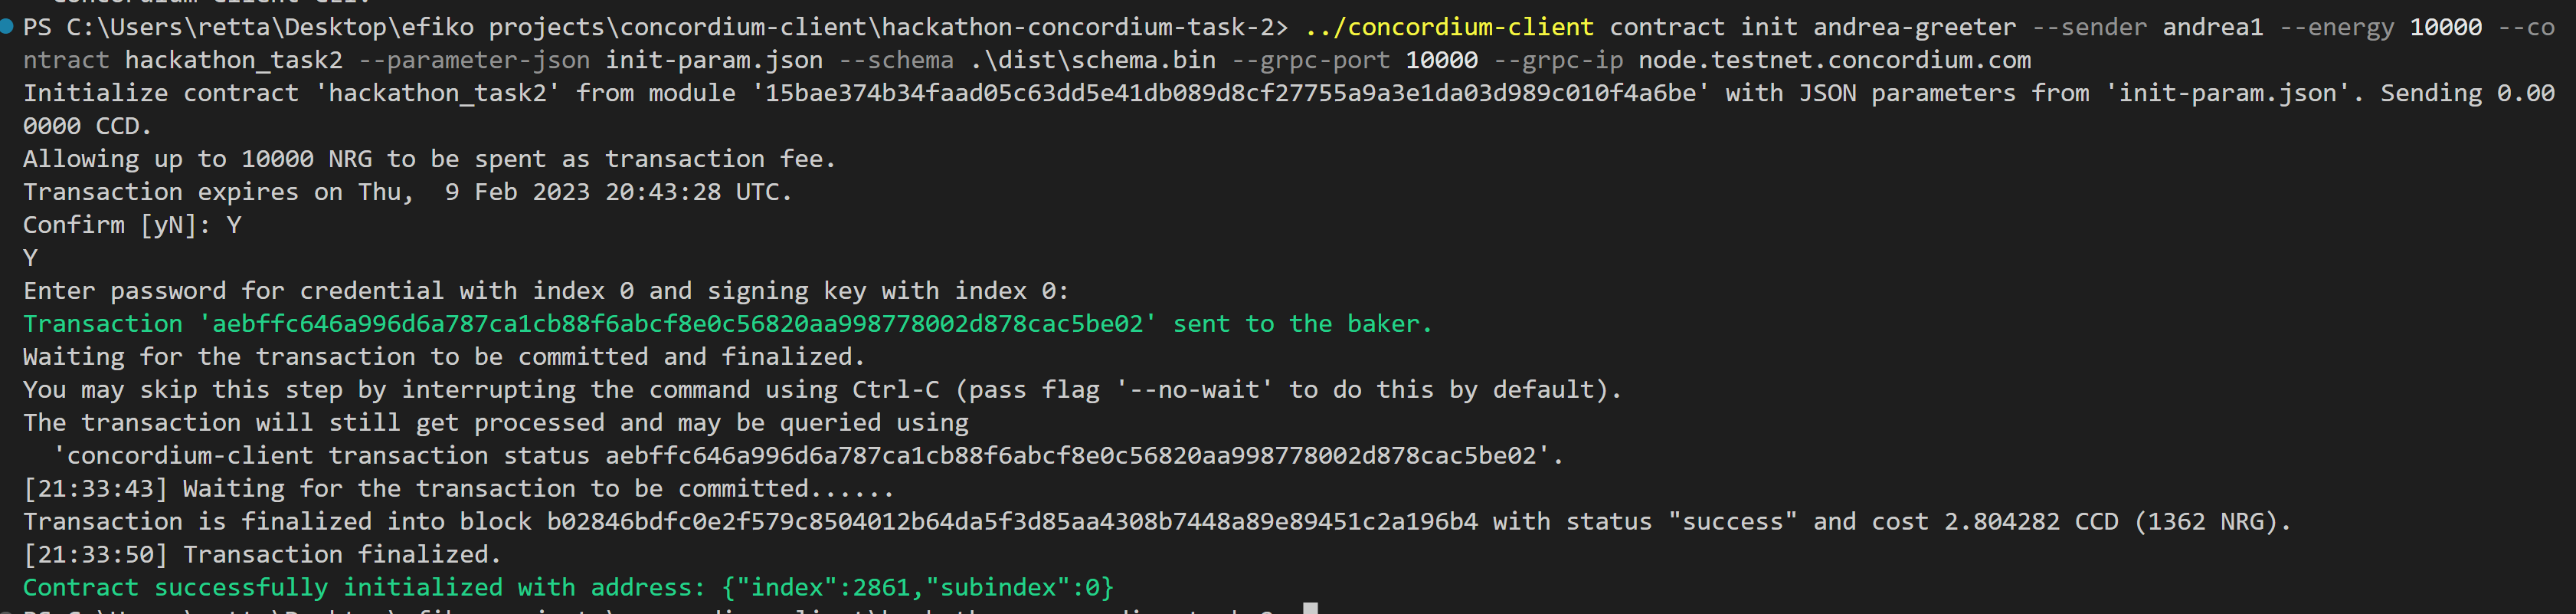 PS C:\Users\retta\Desktop\efiko projects\concordium-client\hackathon-concordium-task-2> ../concordium-client contract init andrea-greeter --sender andrea1 --energy 10000 --co
ntract hackathon_task2 --parameter-json init-param.json --schema .\dist\schema.bin --grpc-port 10000 --grpc-ip node.testnet.concordium.com
Initialize contract 'hackathon_task2' from module '15bae374b34faad05c63dd5e41db089d8cf27755a9a3e1da03d989c010f4a6be' with JSON parameters from 'init-param.json'. Sending 0.00
0000 CCD.
Allowing up to 10000 NRG to be spent as transaction fee.
Transaction expires on Thu,  9 Feb 2023 20:43:28 UTC.
Confirm [yN]: Y
Y
Enter password for credential with index 0 and signing key with index 0:
Transaction 'aebffc646a996d6a787ca1cb88f6abcf8e0c56820aa998778002d878cac5be02' sent to the baker.
Waiting for the transaction to be committed and finalized.
You may skip this step by interrupting the command using Ctrl-C (pass flag '--no-wait' to do this by default).
The transaction will still get processed and may be queried using
  'concordium-client transaction status aebffc646a996d6a787ca1cb88f6abcf8e0c56820aa998778002d878cac5be02'.
[21:33:43] Waiting for the transaction to be committed......
Transaction is finalized into block b02846bdfc0e2f579c8504012b64da5f3d85aa4308b7448a89e89451c2a196b4 with status "success" and cost 2.804282 CCD (1362 NRG).
[21:33:50] Transaction finalized.
Contract successfully initialized with address: {"index":2861,"subindex":0}